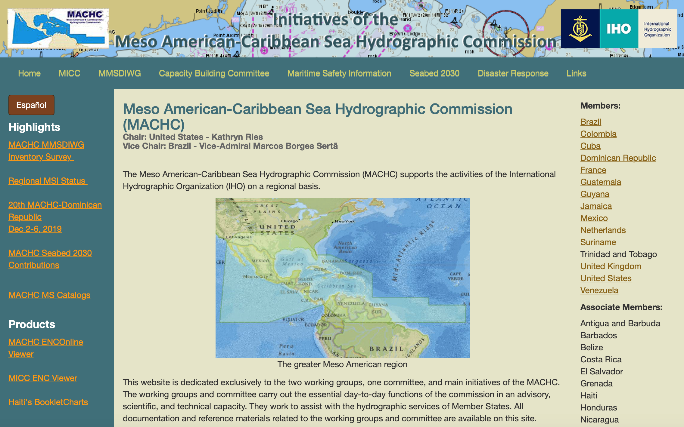 MACHC
Initiatives of the
Meso American-Caribbean Sea Hydrographic Commission
IHO
International
Hydrographic
Organization
Home MICC MMSDIWG Capacity Building Committee Maritime Safety Information Seabed 2030 Disaster Response Links
Español
Highlights
MACHC MMSDIWG
Inventory Survey
Regional MSI Status
20th MACHC-Dominican
Republic
Dec 2-6, 2019
MACHC Seabed 2030
Contributions
MACHC MS Catalogs
Products
MACHC ENCOnline
Viewer
MICC ENC Viewer
Haiti's BookletCharts
Meso American-Caribbean Sea Hydrographic Commission
(MACHC)
Chair: United States - Kathryn Ries
Vice Chair: Brazil - Vice-Admiral Marcos Borges Sertã
The Meso American-Caribbean Sea Hydrographic Commission (MACHC) supports the activities of the International
Hydrographic Organization (IHO) on a regional basis.
UNITED
STATES
ATLANTIC
OCEAN
MEXICO
VENEZUELA
COLOMBIA
ECUADOR
PERU
BRAZIL
The greater Meso American region
This website is dedicated exclusively to the two working groups, one committee, and main initiatives of the MACHC.
The working groups and committee carry out the essential day-to-day functions of the commission in an advisory,
scientific, and technical capacity. They work to assist with the hydrographic services of Member States. All
documentation and reference materials related to the working groups and committee are available on this site.
Members:
Brazil
Colombia
Cuba
Dominican Republic
France
Guatemala
Guyana
Jamaica
Mexico
Netherlands
Suriname
Trinidad and Tobago
United Kingdom
United States
Venezuela
Associate Members:
Antigua and Barbuda
Barbados
Belize
Costa Rica
El Salvador
Grenada
Haiti
Honduras
Nicaragua